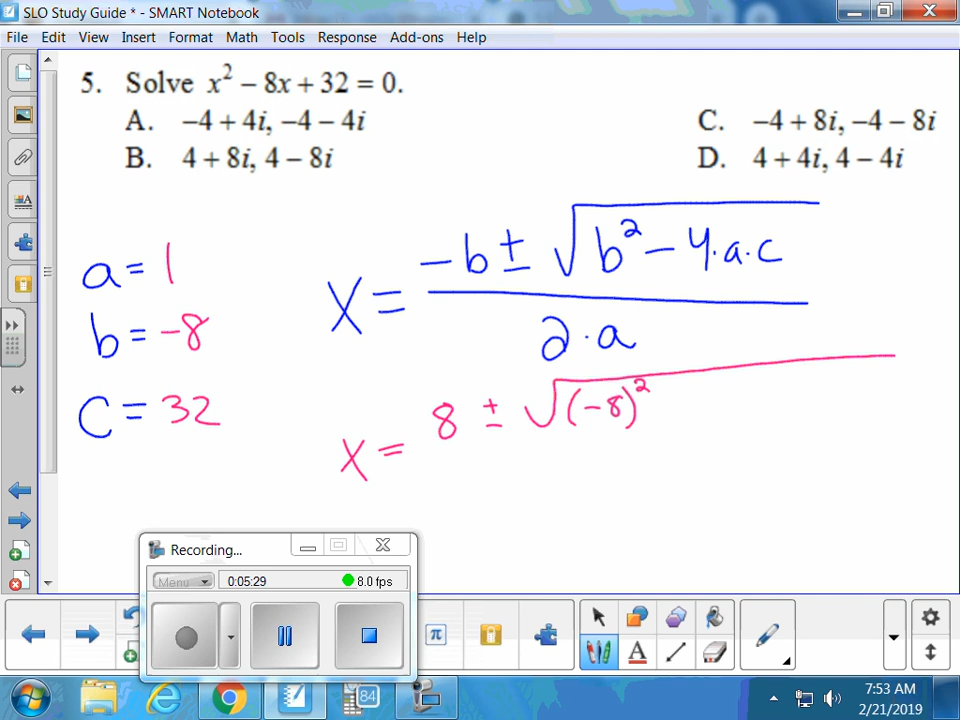 SLO Study Guide * - SMART Notebook
File Edit View Insert Format Math Tools Response Add-ons Help
5. Solve x² − 8x + 32 = 0.
A. −4 + 4i, −4 − 4i
C. −4 + 8i, −4 − 8i
B. 4 + 8i, 4 − 8i
D. 4 + 4i, 4 − 4i
a = 1
b = -8
C = 32
X = (-b ± √(b² - 4·a·c)) / (2·a)
X = 8 ± √(-8)²
Recording...
Menu
0:05:29
8.0 fps
π
A
84
7:53 AM
2/21/2019